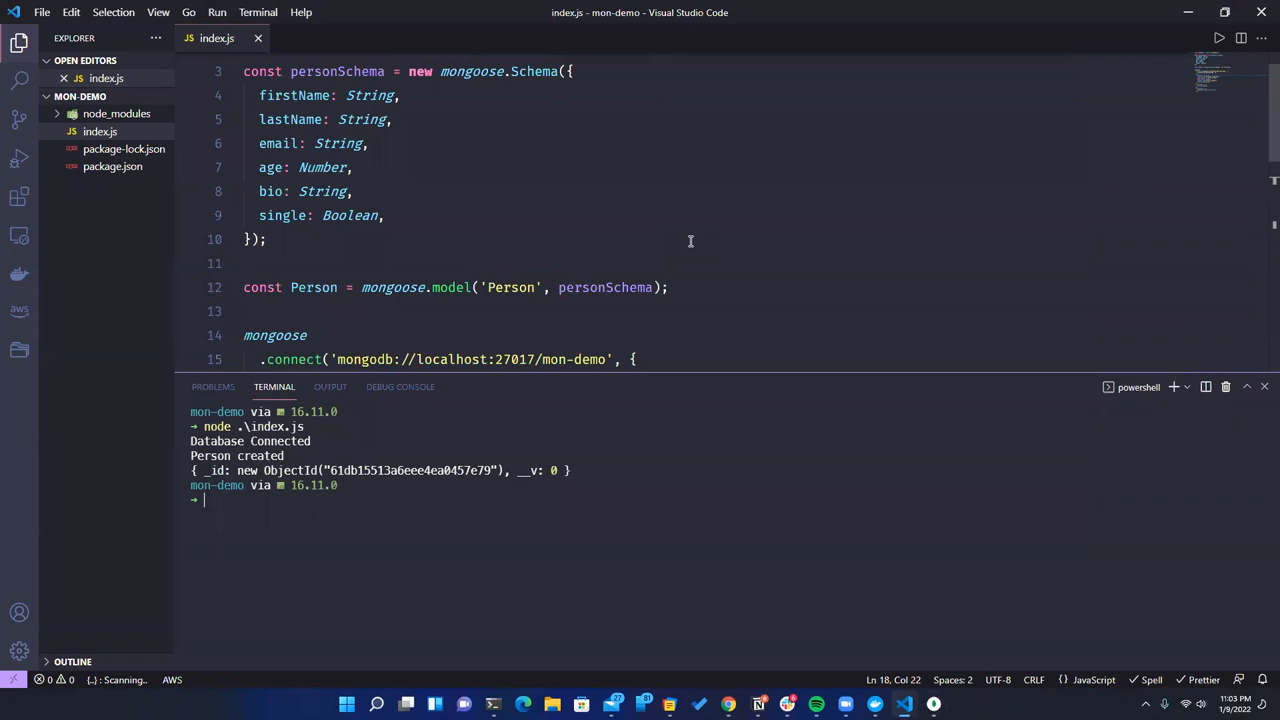 File Edit Selection View Go Run Terminal Help
index.js - mon-demo - Visual Studio Code
EXPLORER
OPEN EDITORS
index.js
MON-DEMO
node_modules
JS index.js
package-lock.json
package.json
OUTLINE
aws
JS index.js
3 const personSchema = new mongoose.Schema({
4 firstName: String,
5 lastName: String,
6 email: String,
7 age: Number,
8 bio: String,
9 single: Boolean,
10 });
11
12 const Person = mongoose.model('Person', personSchema);
13
14 mongoose
15 .connect('mongodb://localhost:27017/mon-demo', {
PROBLEMS TERMINAL OUTPUT DEBUG CONSOLE
powershell
mon-demo via 16.11.0
➜ node .\index.js
Database Connected
Person created
{ _id: new ObjectId("61db15513a6eee4ea0457e79"), __v: 0 }
mon-demo via 16.11.0
➜
0 0 {..}: Scanning.. AWS
Ln 18, Col 22 Spaces: 2 UTF-8 CRLF {} JavaScript Spell Prettier
27 81
11:03 PM
1/9/2022